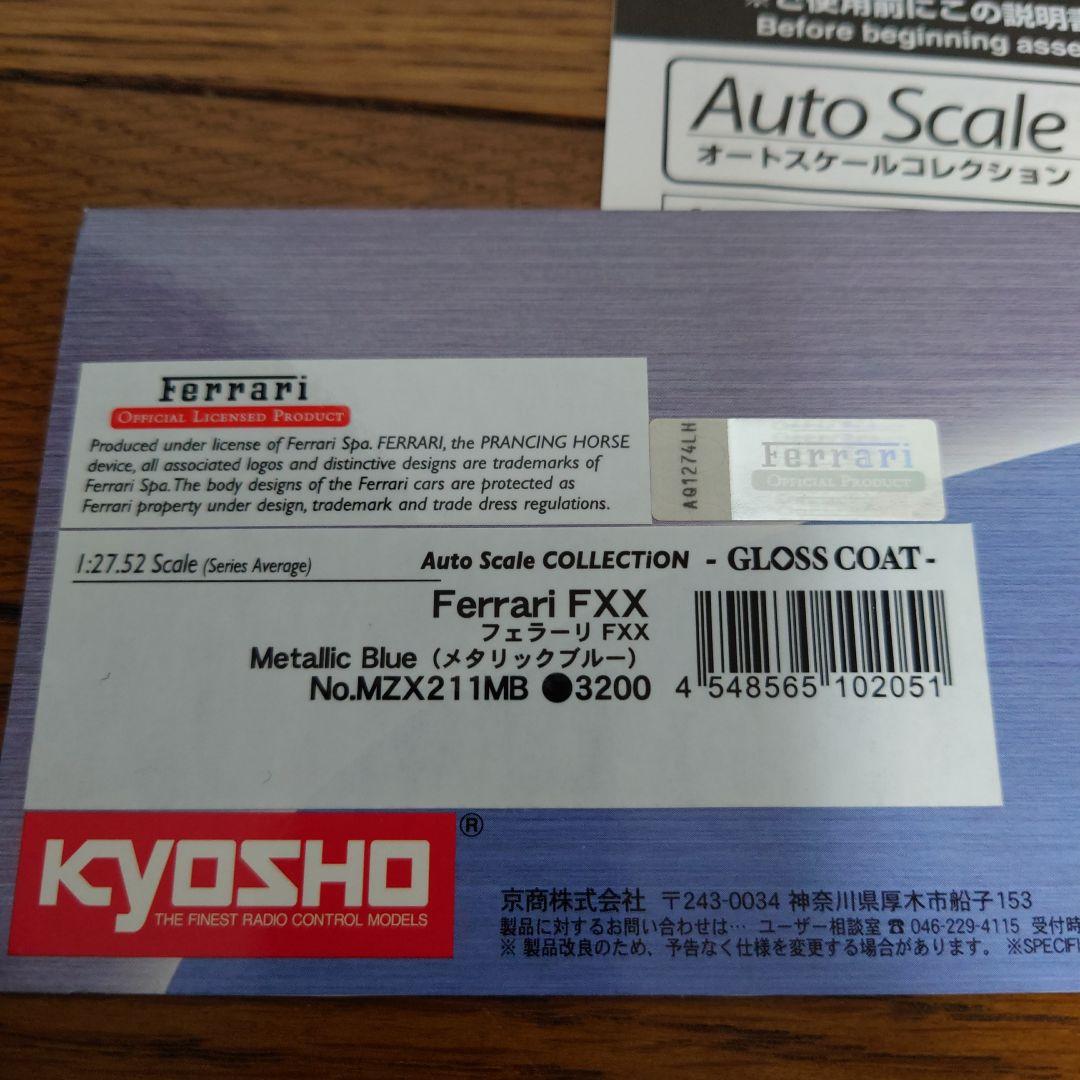 Before beginning asse
Auto Scale
オートスケールコレクション
Ferrari
OFFICIAL LICENSED PRODUCT
Produced under license of Ferrari Spa. FERRARI, the PRANCING HORSE
device, all associated logos and distinctive designs are trademarks of
Ferrari Spa. The body designs of the Ferrari cars are protected as
Ferrari property under design, trademark and trade dress regulations.
AQ1274LH
Ferrari
OFFICIAL PRODUCT
1:27.52 Scale (Series Average)
Auto Scale COLLECTiON - GLOSS COAT -
Ferrari FXX
フェラーリ FXX
Metallic Blue（メタリックブルー）
No.MZX211MB ●3200
4 548565 102051
KYOSHO ®
THE FINEST RADIO CONTROL MODELS
京商株式会社 〒243-0034 神奈川県厚木市船子153
製品に対するお問い合わせは… ユーザー相談室 ☎ 046-229-4115 受付時
※ 製品改良のため、予告なく仕様を変更する場合があります。 ※SPECIFI